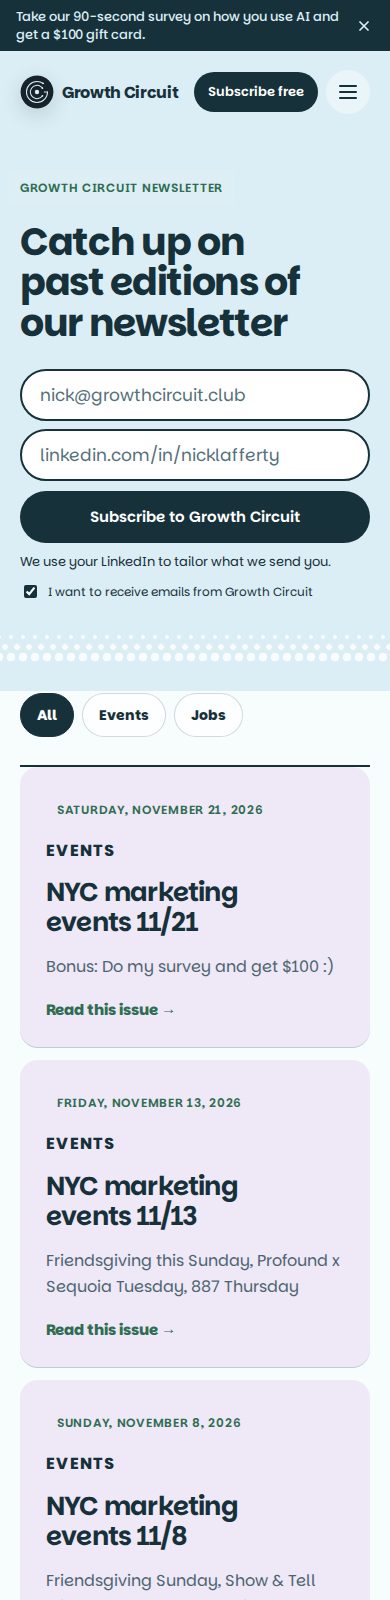 Take our 90-second survey on how you use AI and
get a $100 gift card.
Growth Circuit
Subscribe free
GROWTH CIRCUIT NEWSLETTER
Catch up on
past editions of
our newsletter
nick@growthcircuit.club
linkedin.com/in/nicklafferty
Subscribe to Growth Circuit
We use your LinkedIn to tailor what we send you.
I want to receive emails from Growth Circuit
All
Events
Jobs
SATURDAY, NOVEMBER 21, 2026
EVENTS
NYC marketing
events 11/21
Bonus: Do my survey and get $100 :)
Read this issue →
FRIDAY, NOVEMBER 13, 2026
EVENTS
NYC marketing
events 11/13
Friendsgiving this Sunday, Profound x
Sequoia Tuesday, 887 Thursday
Read this issue →
SUNDAY, NOVEMBER 8, 2026
EVENTS
NYC marketing
events 11/8
Friendsgiving Sunday, Show & Tell